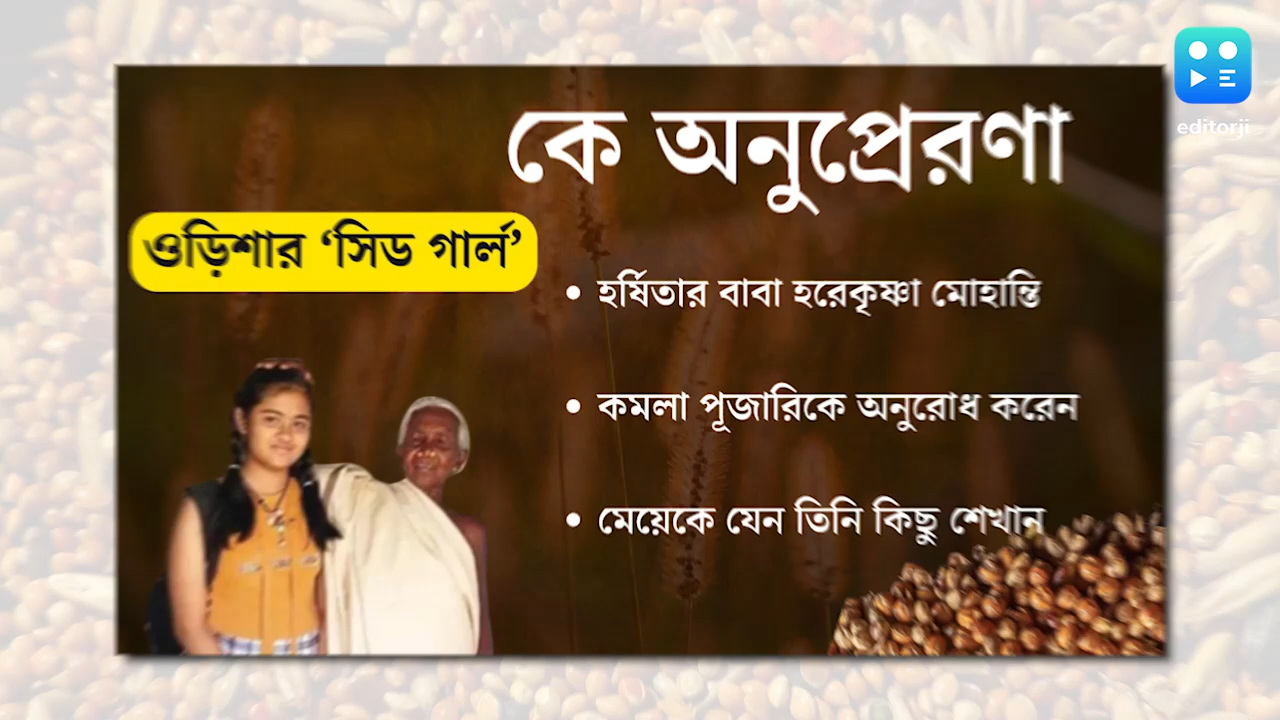 editorji
কে অনুপ্রেরণা
ওড়িশার ‘সিড গার্ল’
• হর্ষিতার বাবা হরেকৃষ্ণা মোহান্তি
• কমলা পূজারিকে অনুরোধ করেন
• মেয়েকে যেন তিনি কিছু শেখান